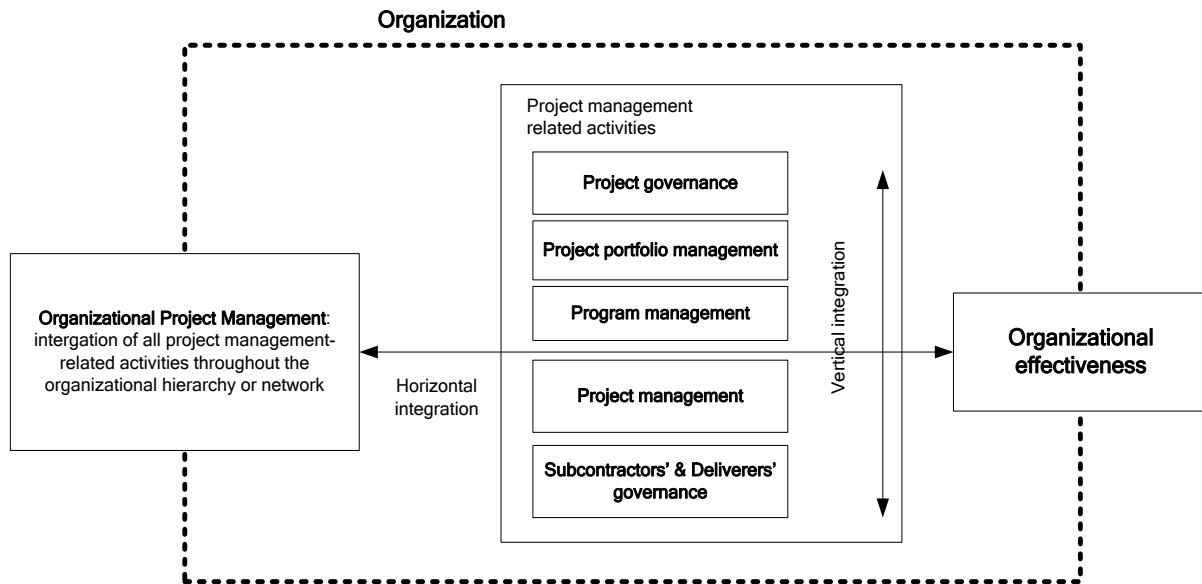 Organization
Project management
related activities
Project governance
Project portfolio management
Program management
Project management
Subcontractors' & Deliverers'
governance
Vertical integration
Organizational Project Management:
intergation of all project management-
related activities throughout the
organizational hierarchy or network
Horizontal
integration
Organizational
effectiveness